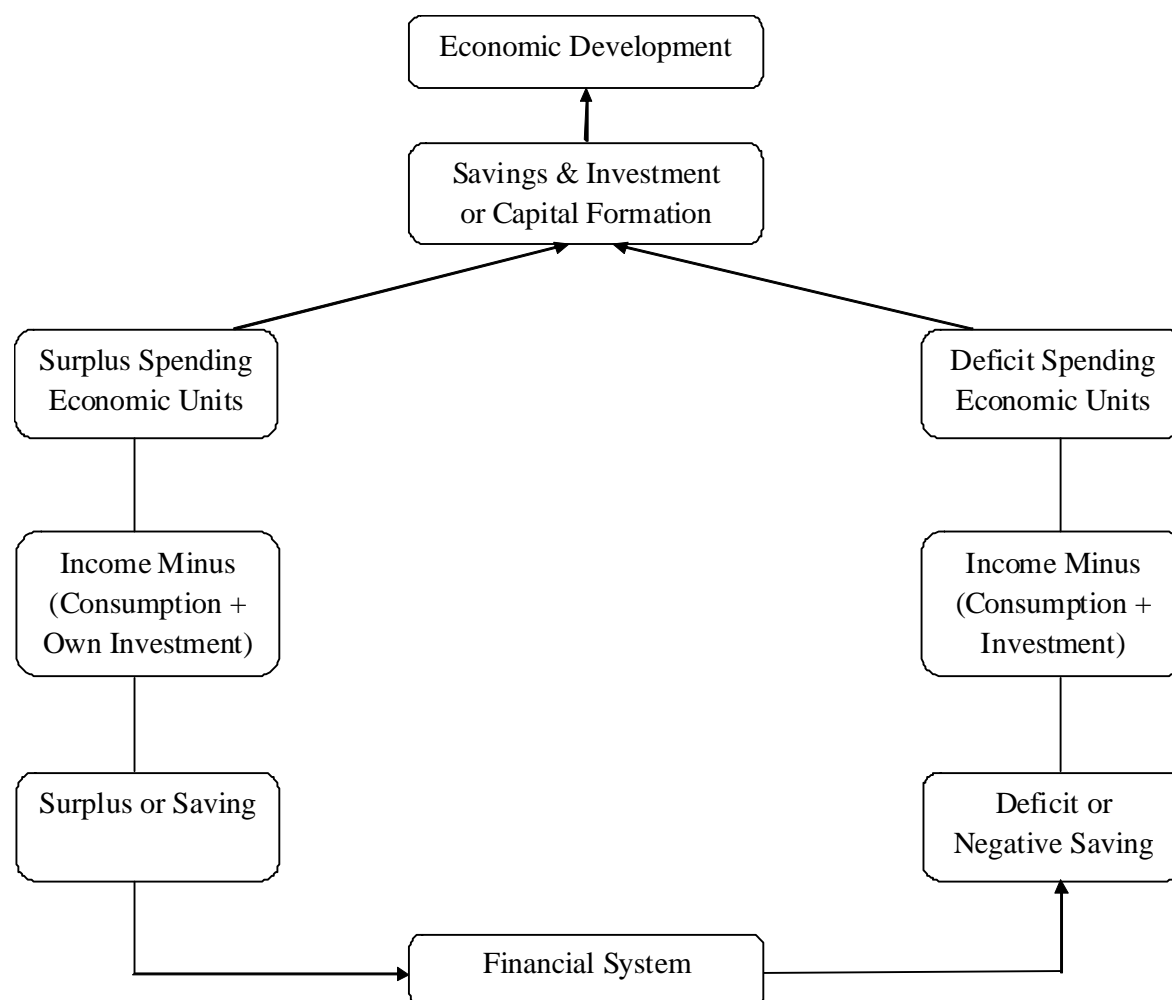 Economic Development
Savings & Investment
or Capital Formation
Surplus Spending
Economic Units
Deficit Spending
Economic Units
Income Minus
(Consumption +
Own Investment)
Income Minus
(Consumption +
Investment)
Surplus or Saving
Deficit or
Negative Saving
Financial System